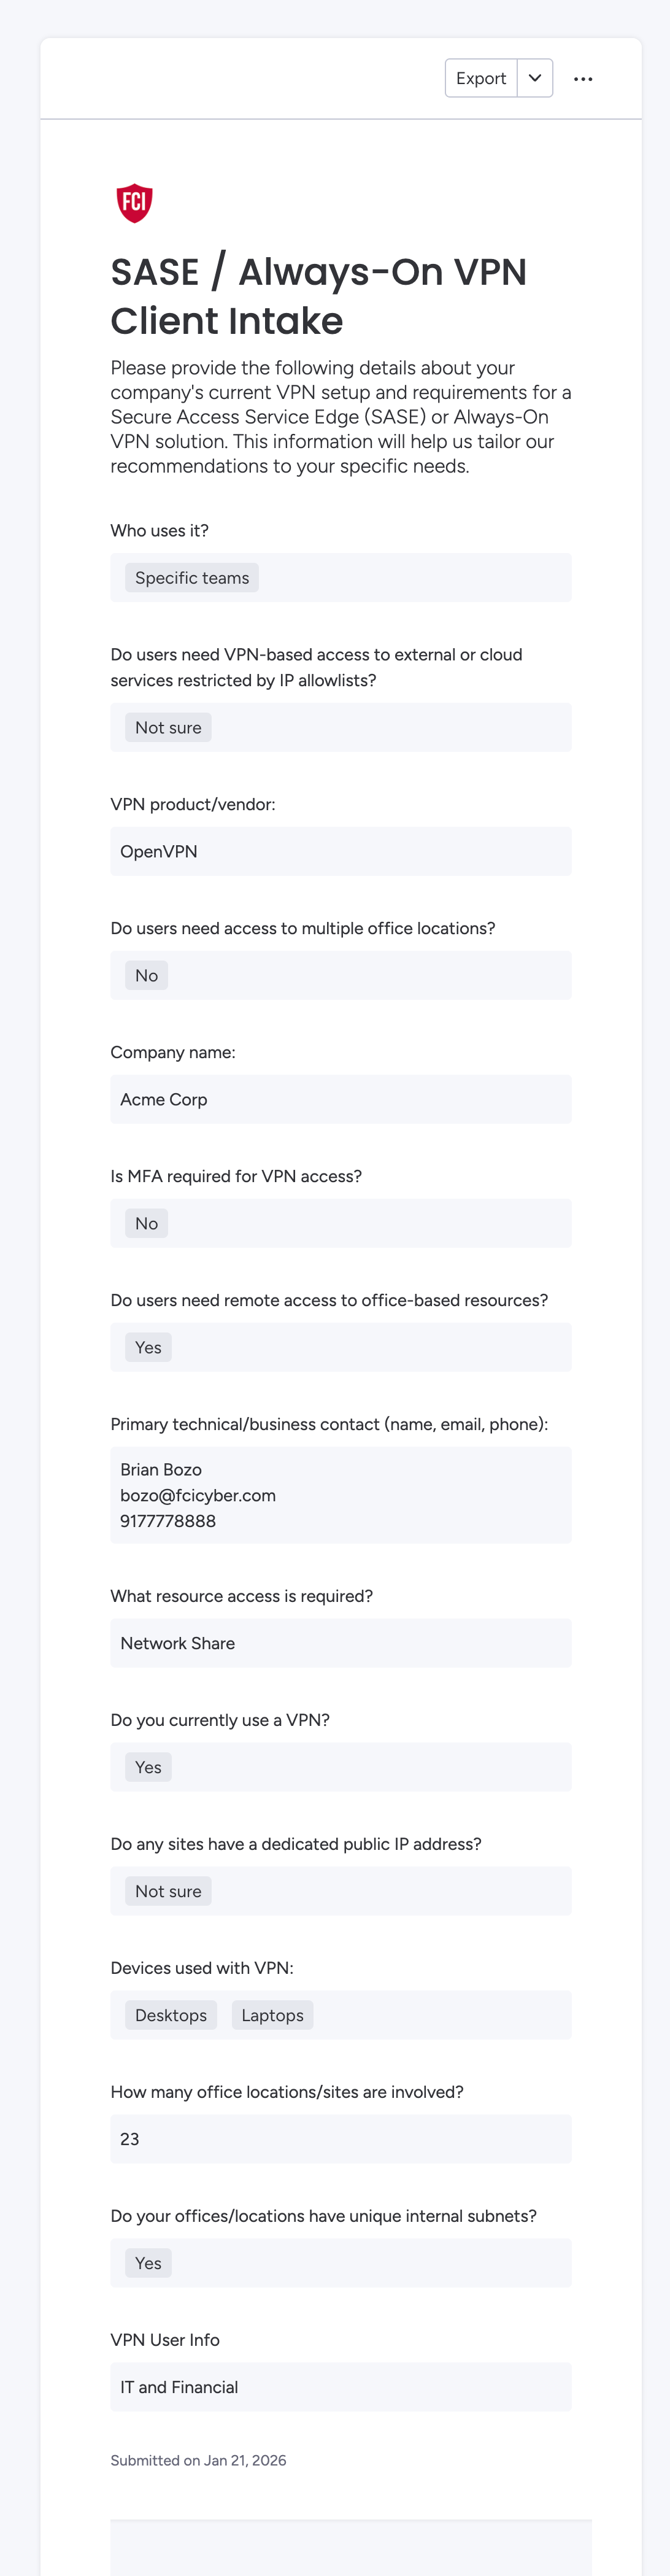 Export
FCI
SASE / Always-On VPN
Client Intake
Please provide the following details about your
company's current VPN setup and requirements for a
Secure Access Service Edge (SASE) or Always-On
VPN solution. This information will help us tailor our
recommendations to your specific needs.
Who uses it?
Specific teams
Do users need VPN-based access to external or cloud
services restricted by IP allowlists?
Not sure
VPN product/vendor:
OpenVPN
Do users need access to multiple office locations?
No
Company name:
Acme Corp
Is MFA required for VPN access?
No
Do users need remote access to office-based resources?
Yes
Primary technical/business contact (name, email, phone):
Brian Bozo
bozo@fcicyber.com
9177778888
What resource access is required?
Network Share
Do you currently use a VPN?
Yes
Do any sites have a dedicated public IP address?
Not sure
Devices used with VPN:
Desktops Laptops
How many office locations/sites are involved?
23
Do your offices/locations have unique internal subnets?
Yes
VPN User Info
IT and Financial
Submitted on Jan 21, 2026